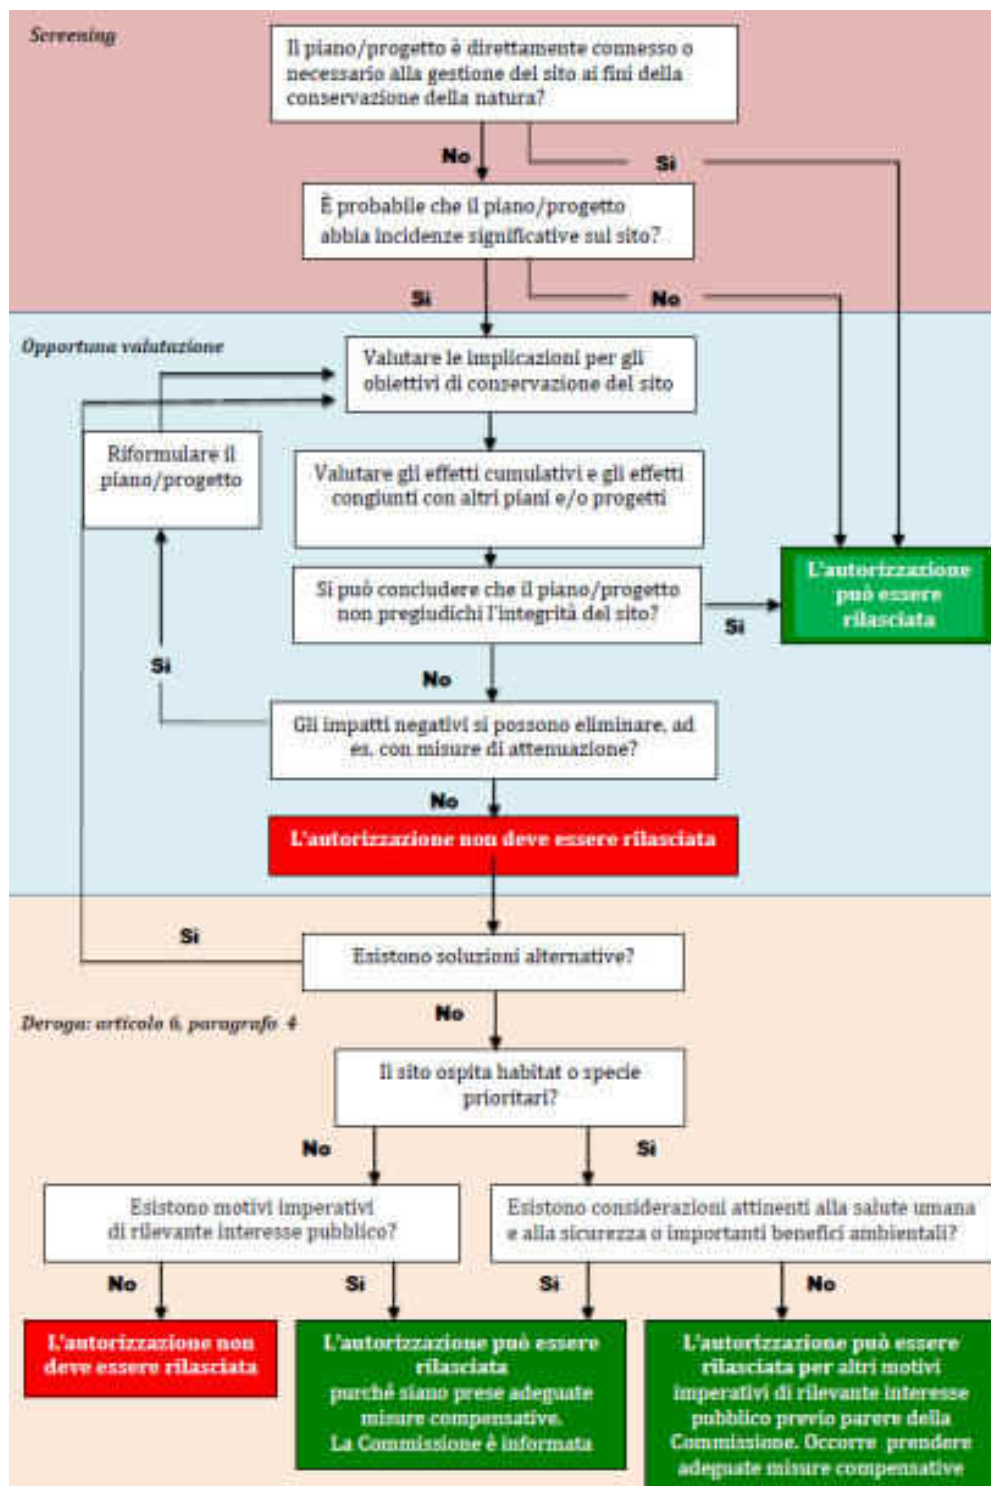 Screening
Il piano/progetto è direttamente connesso o
necessario alla gestione del sito ai fini della
conservazione della natura?
No
Sì
È probabile che il piano/progetto
abbia incidenze significative sul sito?
Sì
No
Opportuna valutazione
Valutare le implicazioni per gli
obiettivi di conservazione del sito
Riformulare il
piano/progetto
Valutare gli effetti cumulativi e gli effetti
congiunti con altri piani e/o progetti
L'autorizzazione
può essere
rilasciata
Si può concludere che il piano/progetto
non pregiudichi l'integrità del sito?
Sì
Sì
No
Gli impatti negativi si possono eliminare, ad
es. con misure di attenuazione?
No
L'autorizzazione non deve essere rilasciata
Sì
Esistono soluzioni alternative?
No
Deroga: articolo 6, paragrafo 4
Il sito ospita habitat o specie
prioritari?
No
Sì
Esistono motivi imperativi
di rilevante interesse pubblico?
Esistono considerazioni attinenti alla salute umana
e alla sicurezza o importanti benefici ambientali?
No
Sì
Sì
No
L'autorizzazione non
deve essere rilasciata
L'autorizzazione può essere
rilasciata
purché siano prese adeguate
misure compensative.
La Commissione è informata
L'autorizzazione può essere
rilasciata per altri motivi
imperativi di rilevante interesse
pubblico previo parere della
Commissione. Occorre prendere
adeguate misure compensative